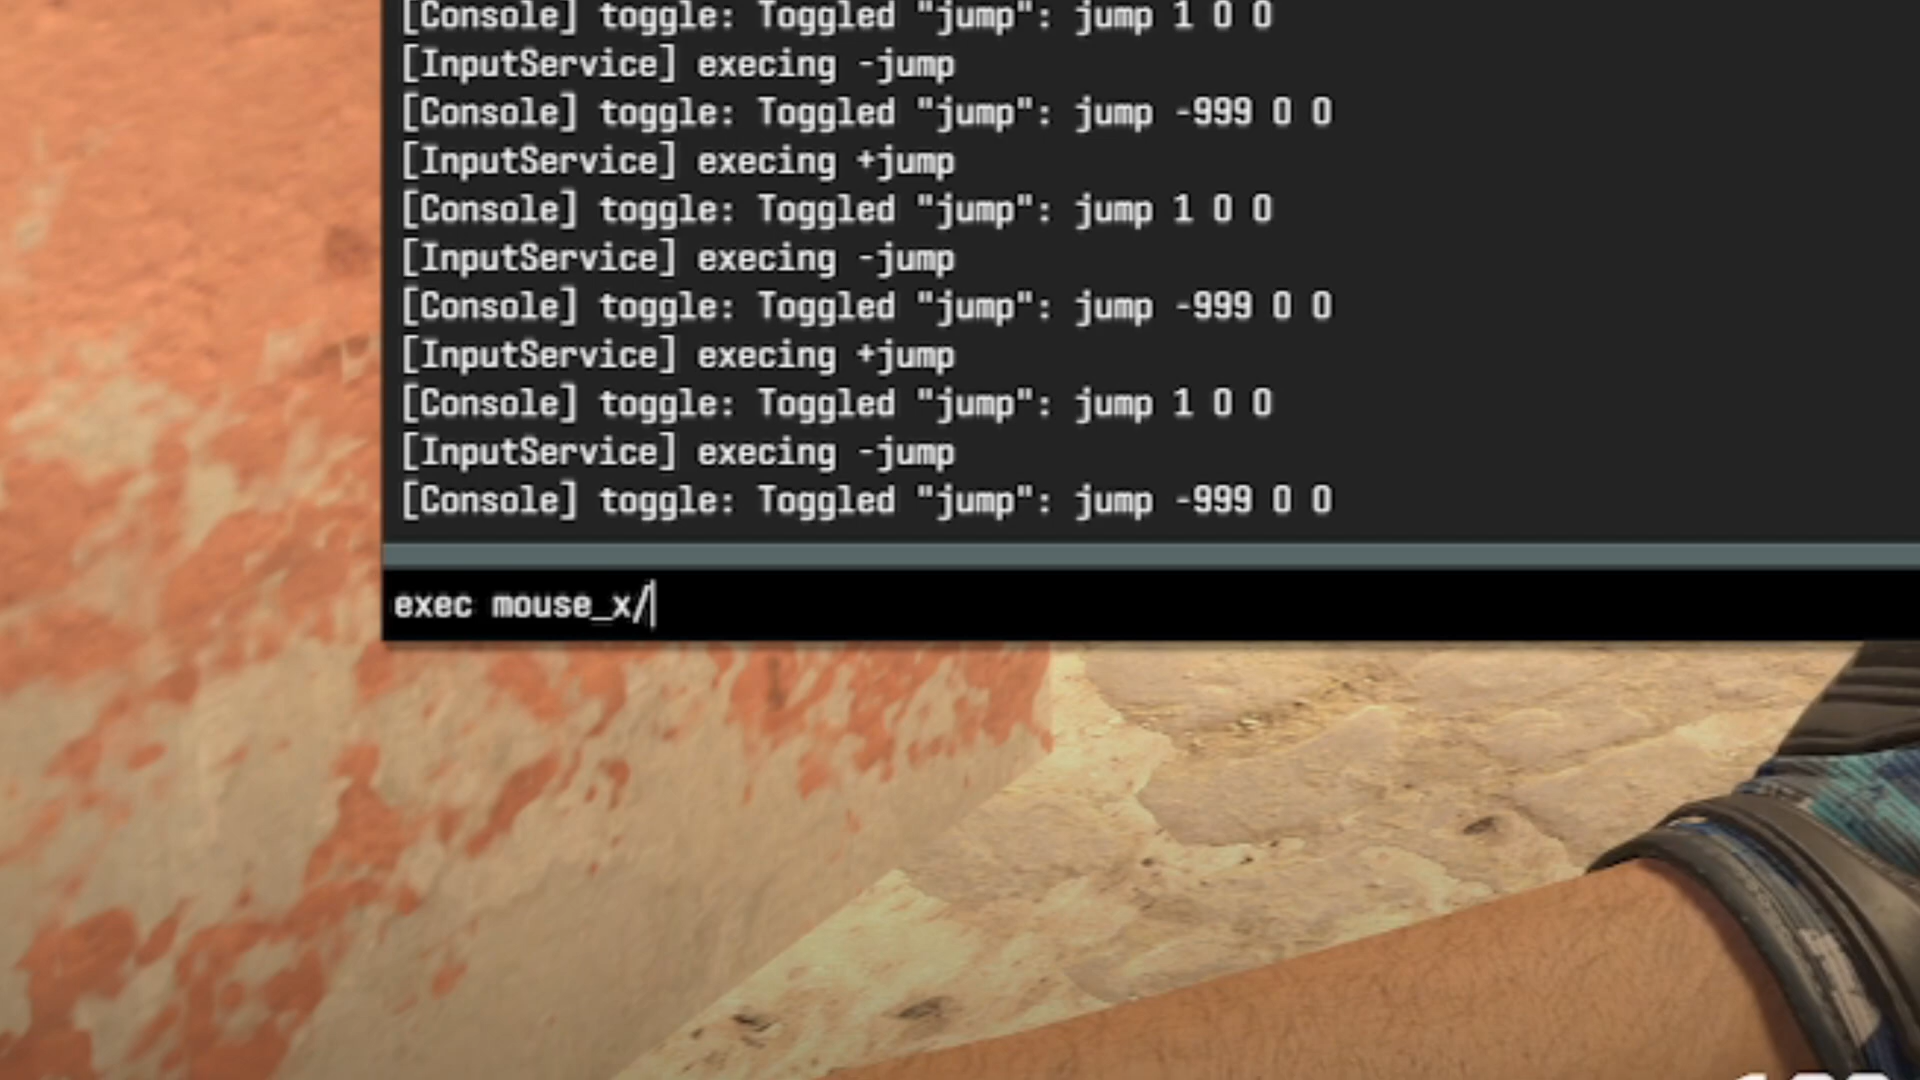 [Console] toggle: Toggled "jump": jump 1 0 0
[InputService] execing -jump
[Console] toggle: Toggled "jump": jump -999 0 0
[InputService] execing +jump
[Console] toggle: Toggled "jump": jump 1 0 0
[InputService] execing -jump
[Console] toggle: Toggled "jump": jump -999 0 0
[InputService] execing +jump
[Console] toggle: Toggled "jump": jump 1 0 0
[InputService] execing -jump
[Console] toggle: Toggled "jump": jump -999 0 0
exec mouse_x/